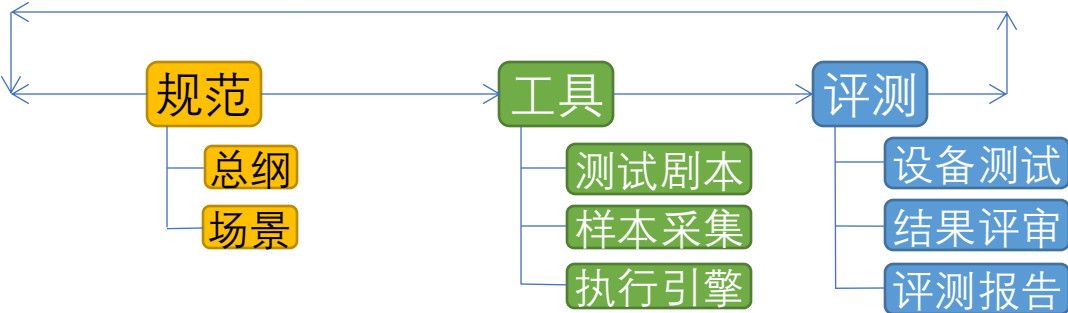 规范
总纲
场景
工具
测试剧本
样本采集
执行引擎
评测
设备测试
结果评审
评测报告